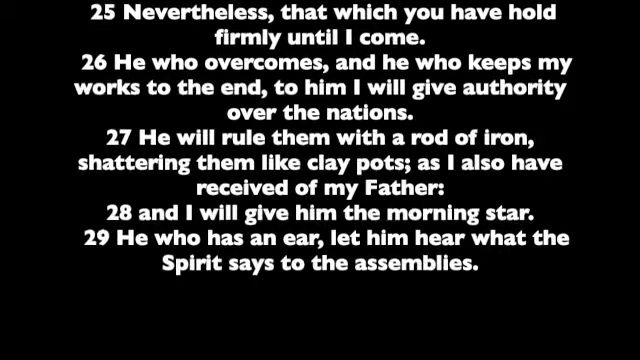 25 Nevertheless, that which you have hold
firmly until I come.
26 He who overcomes, and he who keeps my
works to the end, to him I will give authority
over the nations.
27 He will rule them with a rod of iron,
shattering them like clay pots; as I also have
received of my Father:
28 and I will give him the morning star.
29 He who has an ear, let him hear what the
Spirit says to the assemblies.